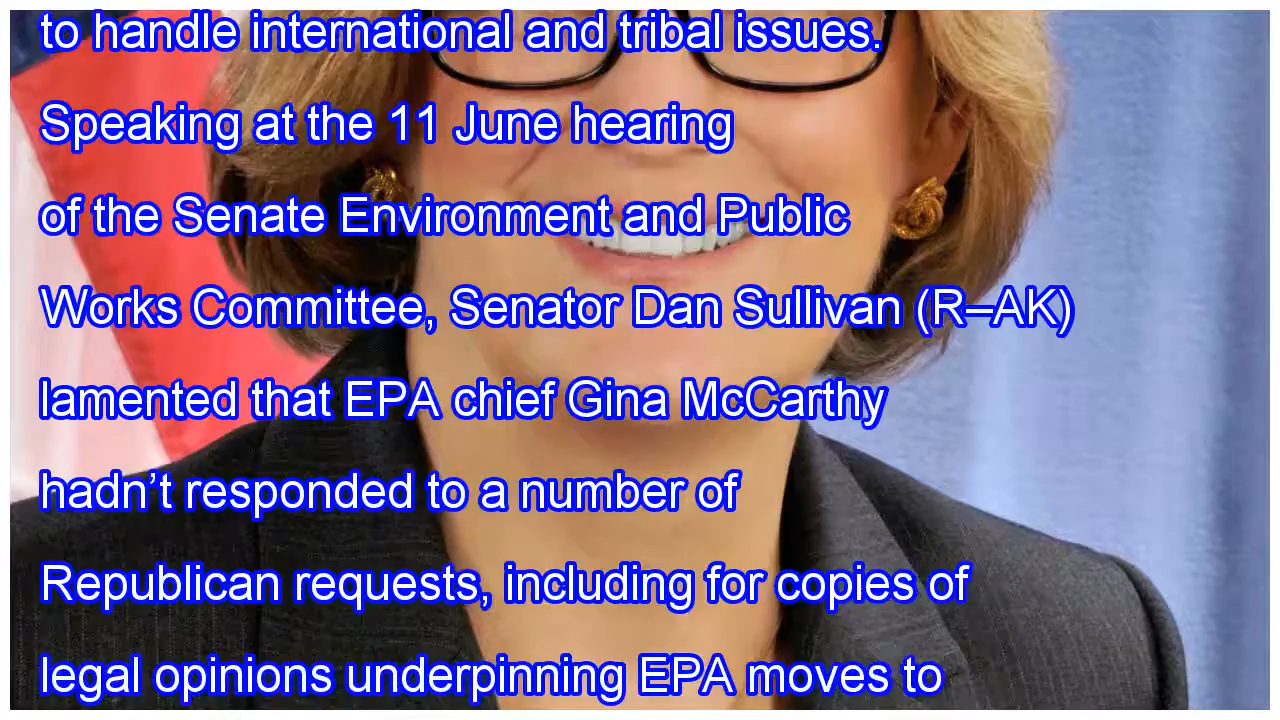 to handle international and tribal issues.
Speaking at the 11 June hearing
of the Senate Environment and Public
Works Committee, Senator Dan Sullivan (R–AK)
lamented that EPA chief Gina McCarthy
hadn’t responded to a number of
Republican requests, including for copies of
legal opinions underpinning EPA moves to